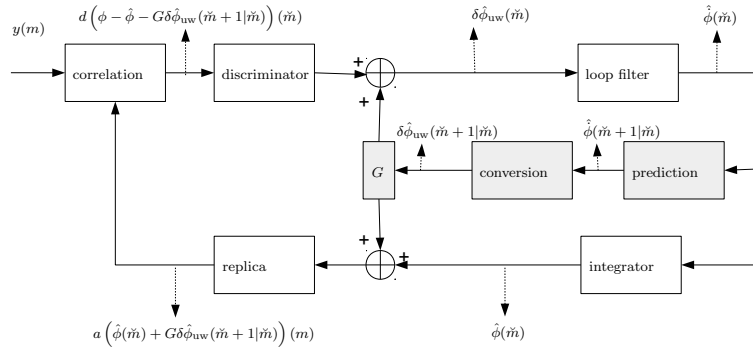 y(m)
d(ϕ − ϕ̂ − Gδϕ̂_uw(m̆ + 1|m̆))(m̆)
δϕ̂_uw(m̆)
ϕ̇̂(m̆)
correlation
discriminator
+
+
loop filter
δϕ̂_uw(m̆ + 1|m̆)
ϕ̇̂(m̆ + 1|m̆)
G
conversion
prediction
+
+
replica
integrator
a(ϕ̂(m̆) + Gδϕ̂_uw(m̆ + 1|m̆))(m)
ϕ̂(m̆)